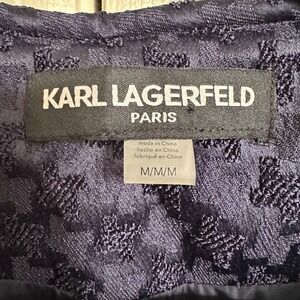 KARL LAGERFELD
PARIS
made in China
hecho en China
fabriqué en Chine
M/M/M